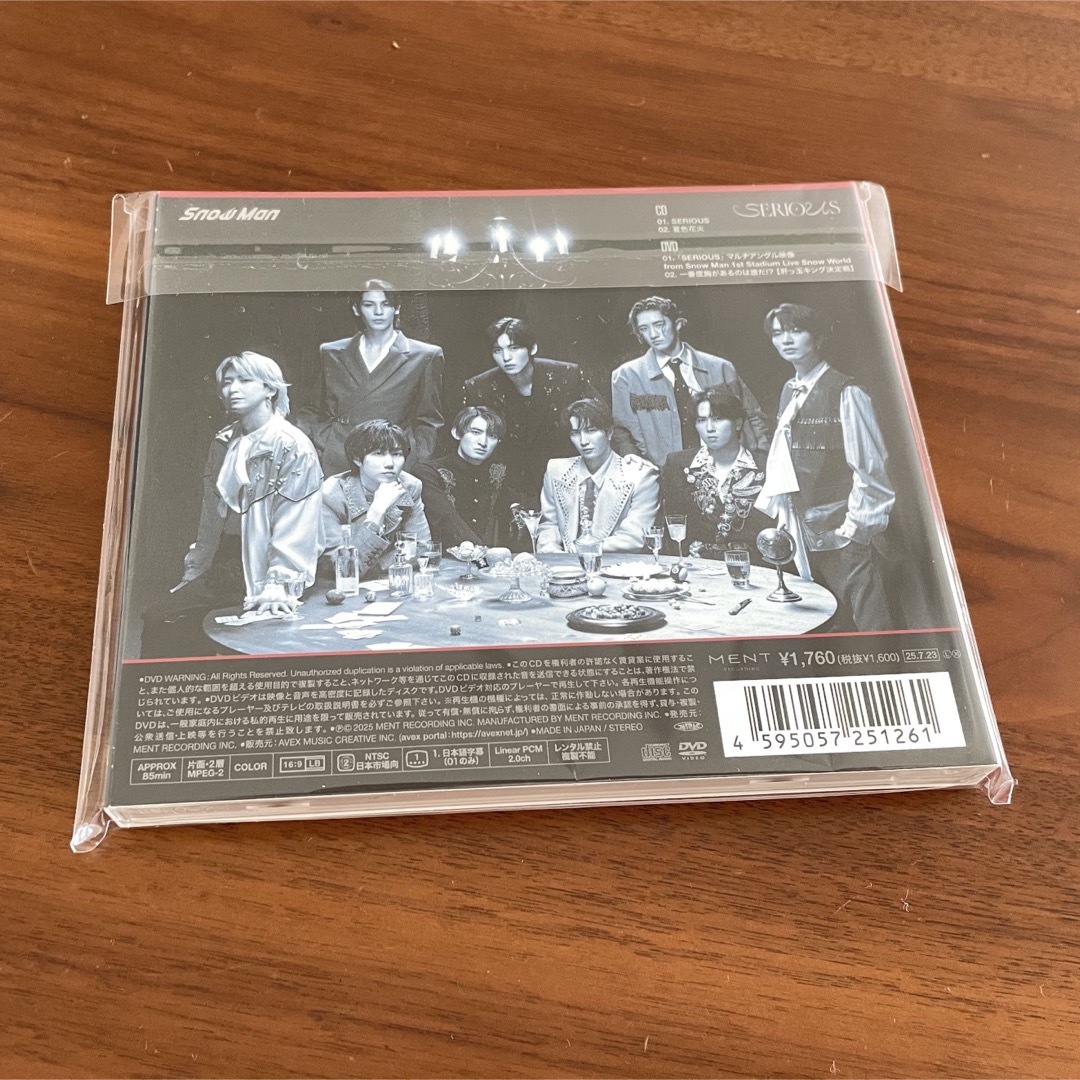 Snow Man
CD
01. SERIOUS
02. 夏色花火
SERIOUS
DVD
01.「SERIOUS」マルチアングル映像
from Snow Man 1st Stadium Live Snow World
02. 一番度胸があるのは誰だ!?【肝っ玉キング決定戦】
•DVD WARNING: All Rights Reserved. Unauthorized duplication is a violation of applicable laws. •このCDを権利者の許諾なく賃貸業に使用するこ
と、また個人的な範囲を超える使用目的で複製すること、ネットワーク等を通じてこのCDに収録された音を送信できる状態にすることは、著作権法で禁
じられています。•DVDビデオは映像と音声を高密度に記録したディスクです。DVDビデオ対応のプレーヤーで再生して下さい。各再生機能操作につ
いては、ご使用になるプレーヤー及びテレビの取扱説明書を必ずご参照下さい。※再生機の機種によっては、正常に作動しない場合があります。この
DVDは、一般家庭内における私的再生に用途を限って販売されています。従って有償・無償に拘らず、権利者の書面による事前の承諾を得ず、貸与・複製・
公衆送信・上映等を行うことを禁止致します。•Ⓟ©2025 MENT RECORDING INC. MANUFACTURED BY MENT RECORDING INC. •発売元:
MENT RECORDING INC. •販売元: AVEX MUSIC CREATIVE INC. (avex portal: https://avexnet.jp/) •MADE IN JAPAN / STEREO
APPROX
85min
片面・2層
MPEG-2
COLOR
16:9 LB
2 NTSC
日本市場向
1. 日本語字幕
(01のみ)
Linear PCM
2.0ch
レンタル禁止
複製不能
MENT
RECORDING
¥1,760(税抜¥1,600)
25.7.23
4 595057 251261
COMPACT
DISC
DIGITAL AUDIO
DVD
VIDEO